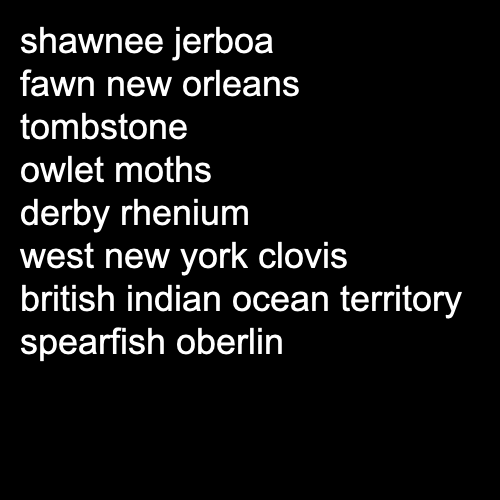 shawnee jerboa
fawn new orleans
tombstone
owlet moths
derby rhenium
west new york clovis
british indian ocean territory
spearfish oberlin